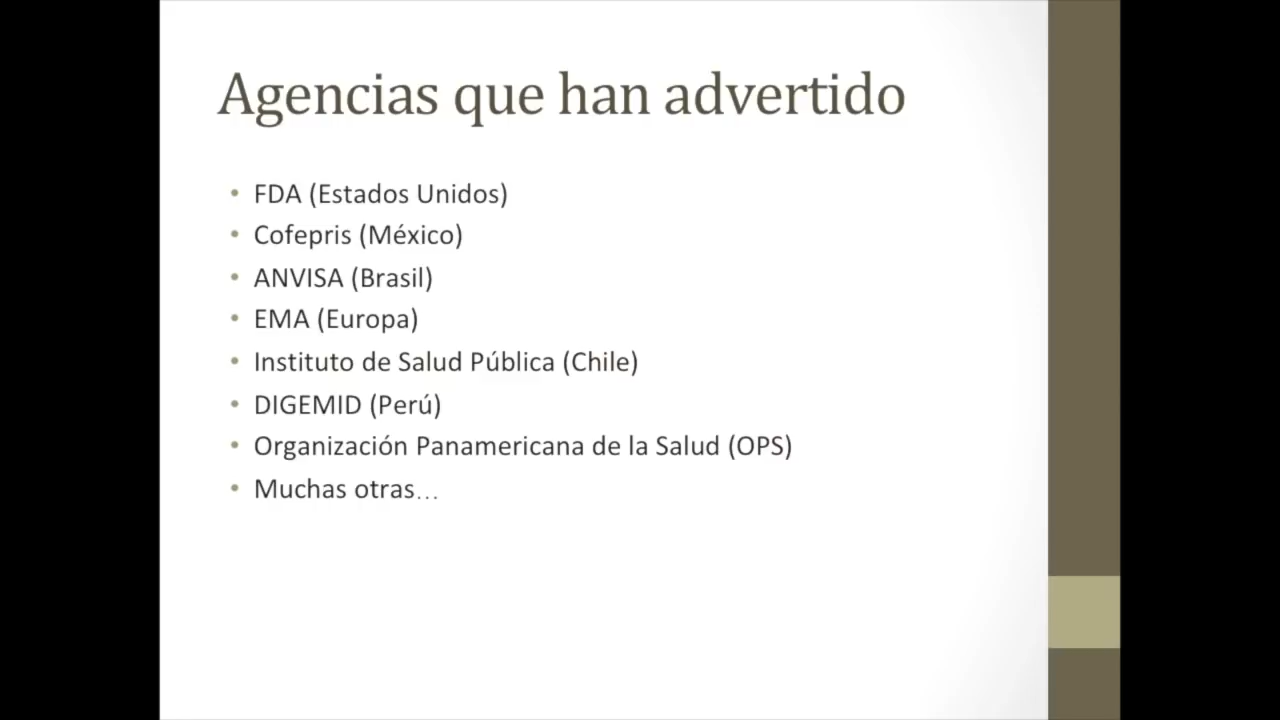 Agencias que han advertido
• FDA (Estados Unidos)
• Cofepris (México)
• ANVISA (Brasil)
• EMA (Europa)
• Instituto de Salud Pública (Chile)
• DIGEMID (Perú)
• Organización Panamericana de la Salud (OPS)
• Muchas otras…